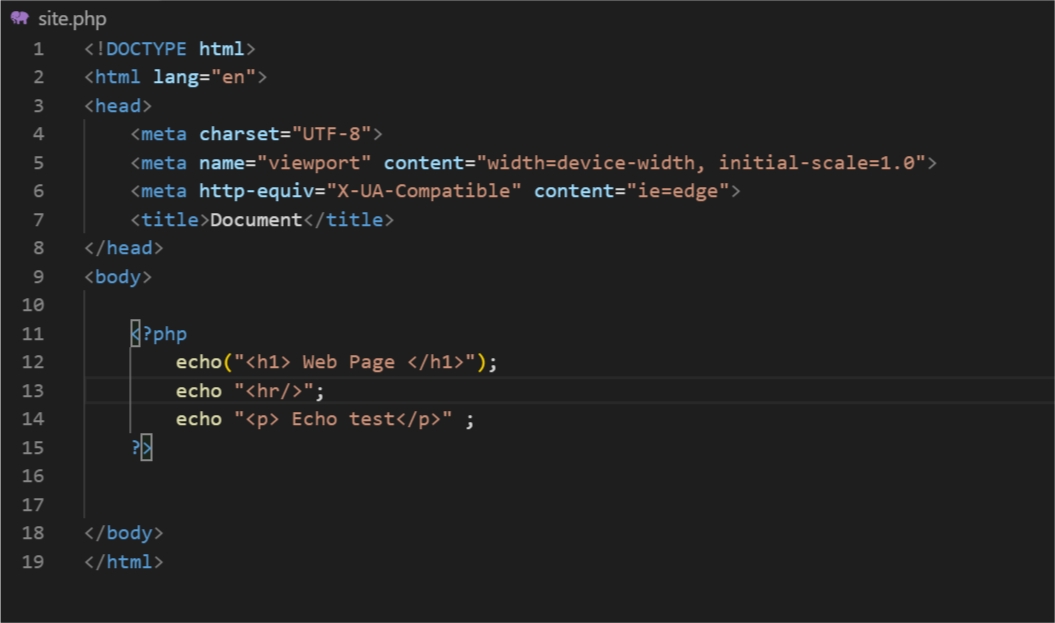 site.php
1 <!DOCTYPE html>
2 <html lang="en">
3 <head>
4     <meta charset="UTF-8">
5     <meta name="viewport" content="width=device-width, initial-scale=1.0">
6     <meta http-equiv="X-UA-Compatible" content="ie=edge">
7     <title>Document</title>
8 </head>
9 <body>
10
11     <?php
12         echo("<h1> Web Page </h1>");
13         echo "<hr/>";
14         echo "<p> Echo test</p>" ;
15     ?>
16
17
18 </body>
19 </html>